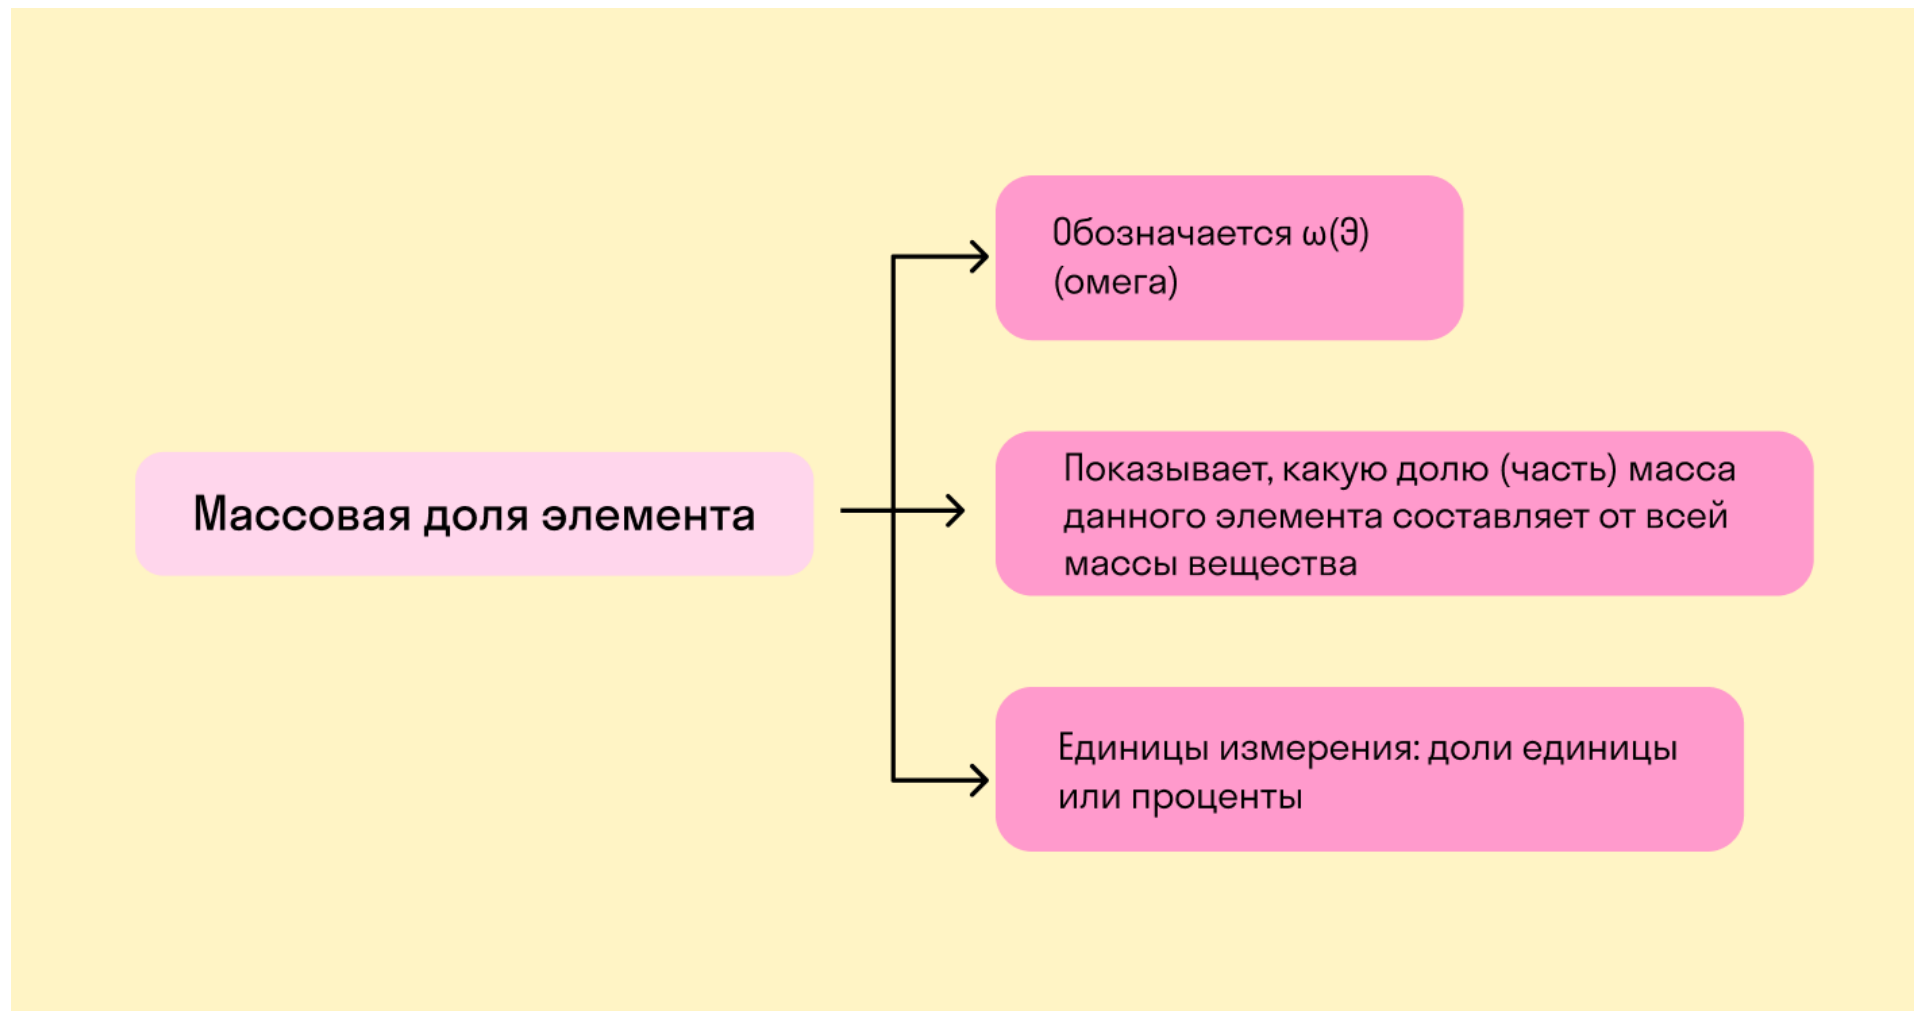 Массовая доля элемента
Обозначается ω(Э)
(омега)
Показывает, какую долю (часть) масса
данного элемента составляет от всей
массы вещества
Единицы измерения: доли единицы
или проценты